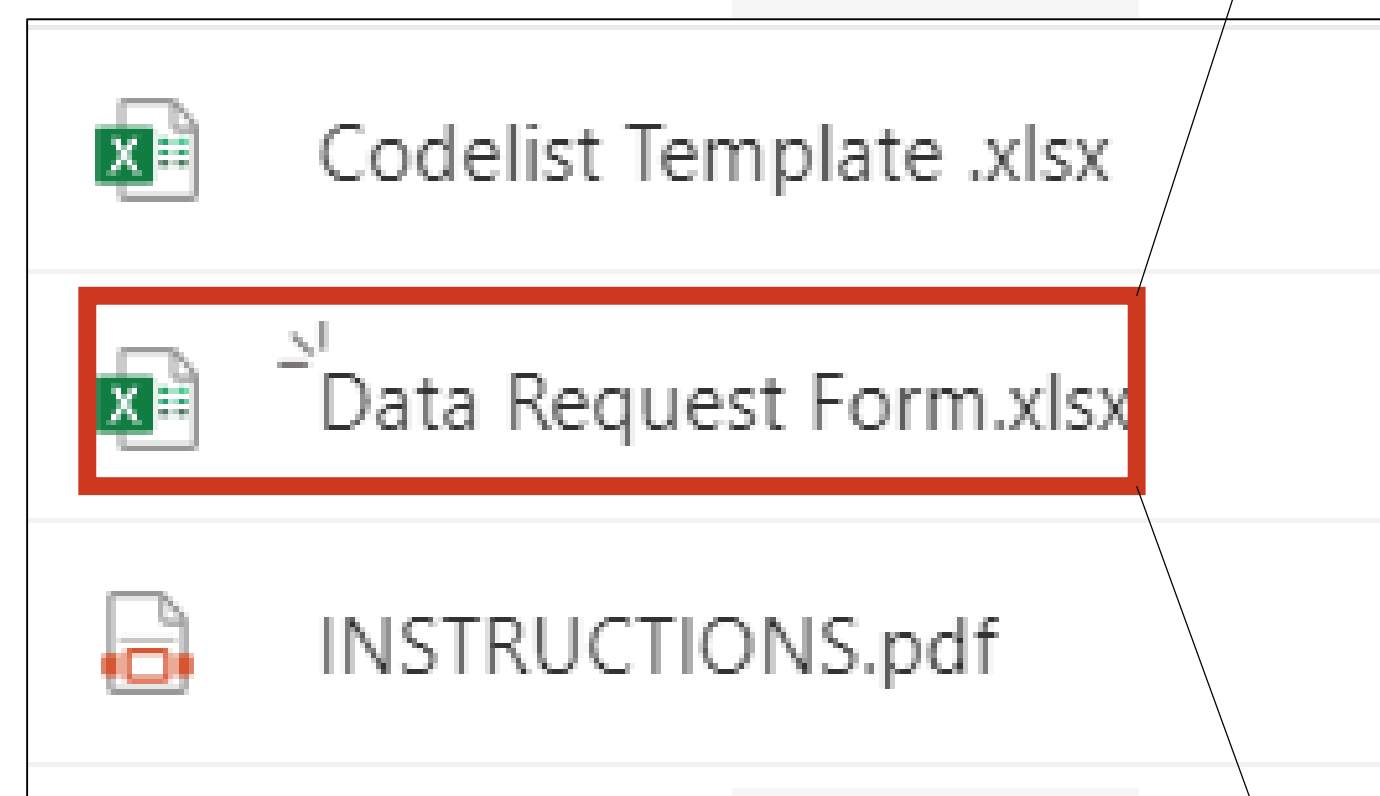 Codelist Template .xlsx
Data Request Form.xlsx
INSTRUCTIONS.pdf